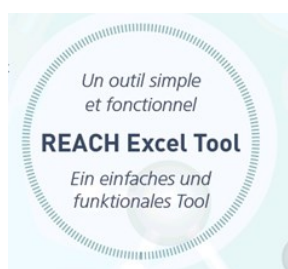 Un outil simple
et fonctionnel
REACH Excel Tool
Ein einfaches und
funktionales Tool